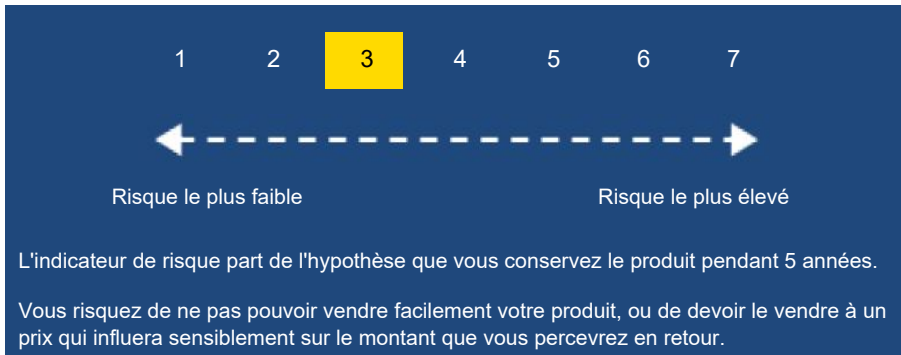 1 2 3 4 5 6 7
Risque le plus faible Risque le plus élevé
L'indicateur de risque part de l'hypothèse que vous conservez le produit pendant 5 années.
Vous risquez de ne pas pouvoir vendre facilement votre produit, ou de devoir le vendre à un
prix qui influera sensiblement sur le montant que vous percevrez en retour.